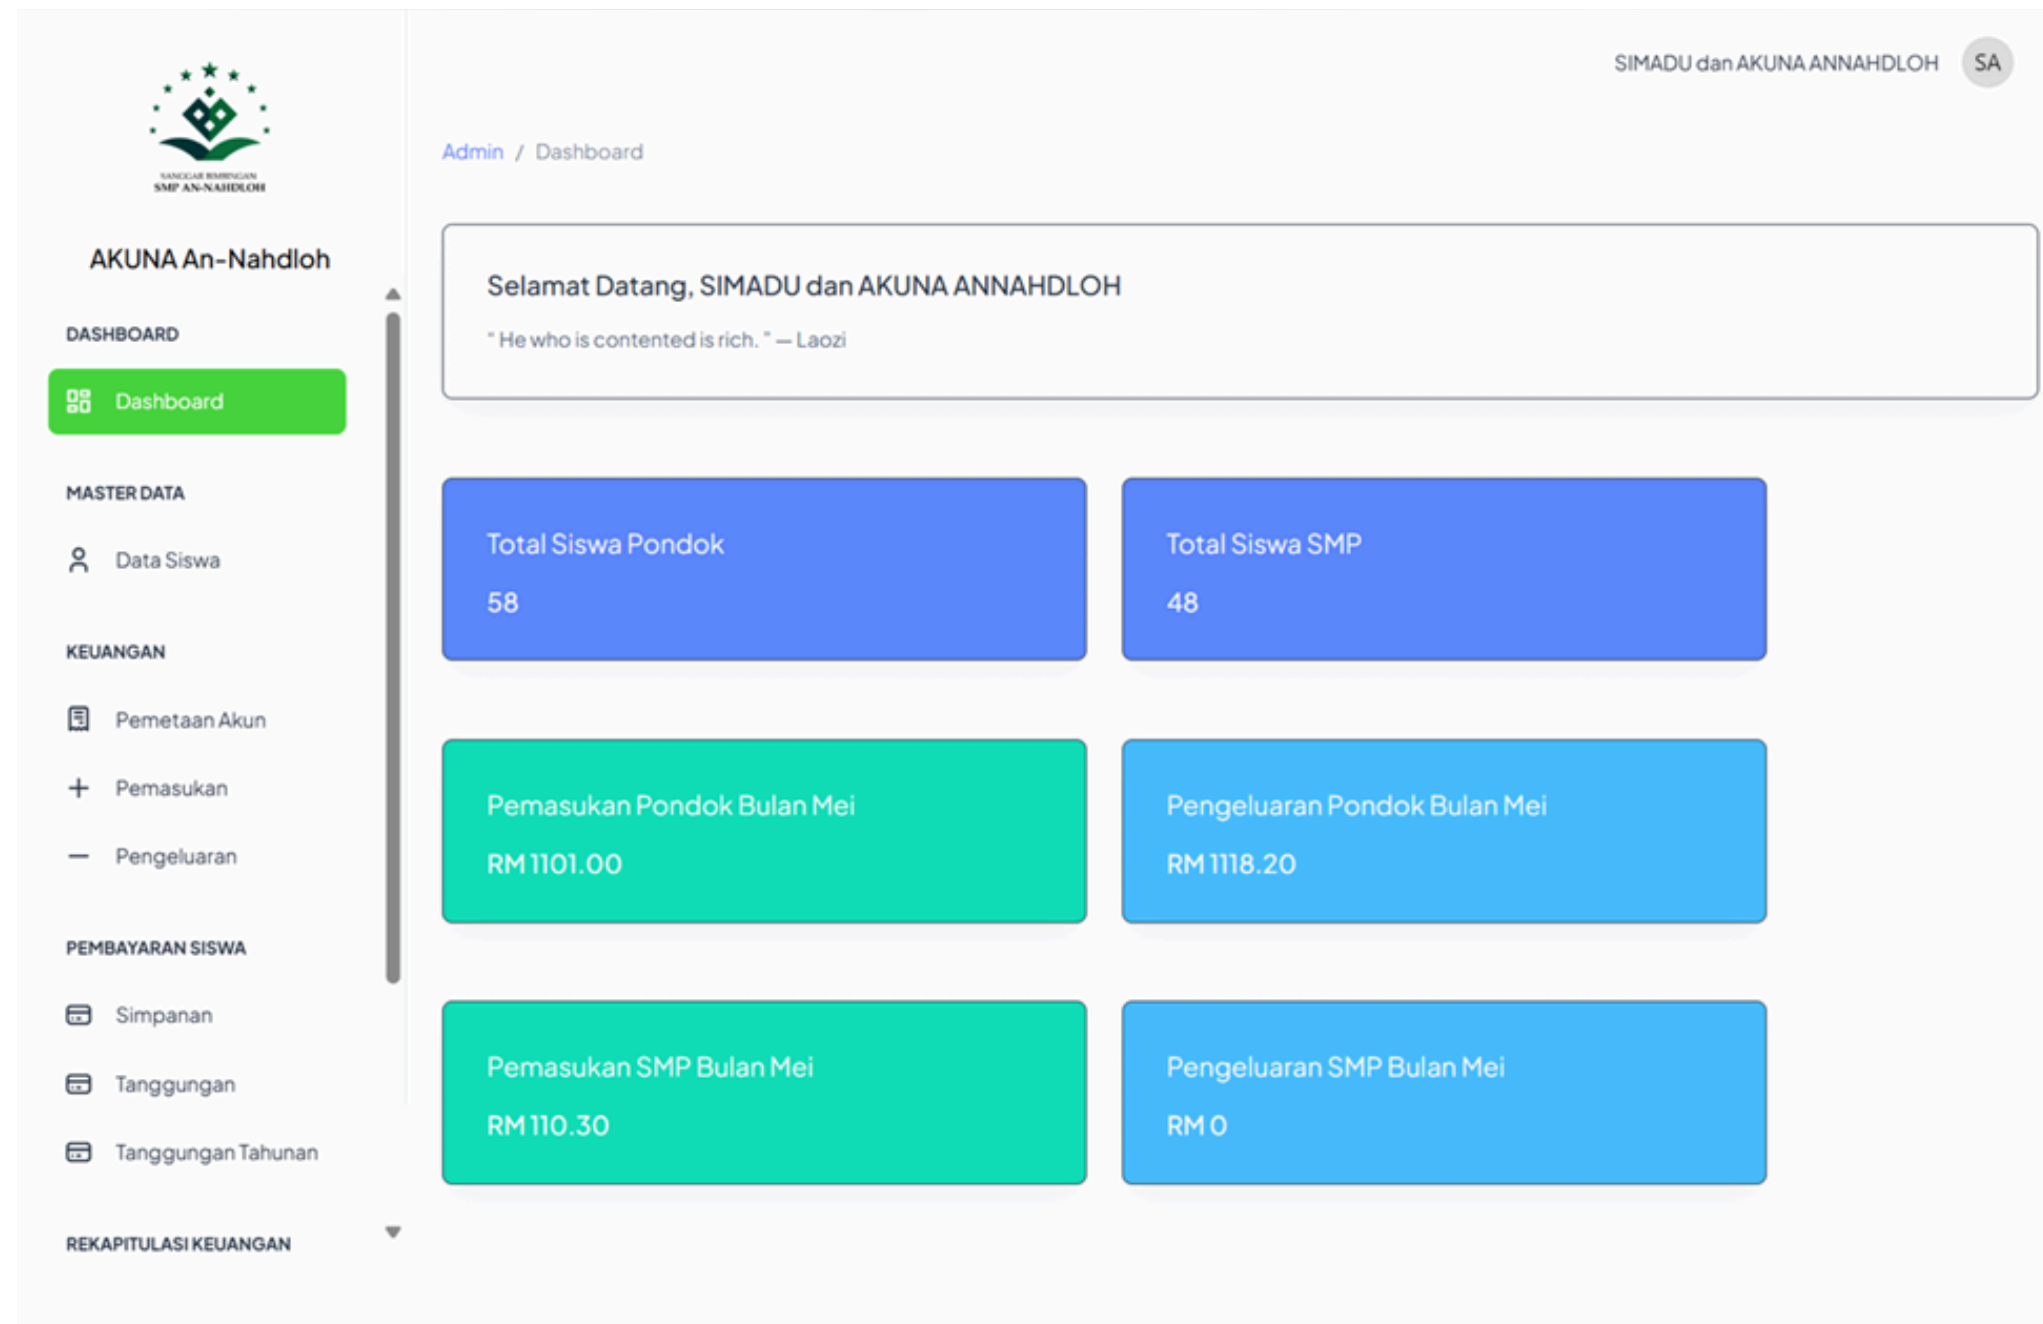 SANGGAR BIMBINGAN
SMP AN-NAHDLOH
AKUNA An-Nahdloh
DASHBOARD
Dashboard
MASTER DATA
Data Siswa
KEUANGAN
Pemetaan Akun
Pemasukan
Pengeluaran
PEMBAYARAN SISWA
Simpanan
Tanggungan
Tanggungan Tahunan
REKAPITULASI KEUANGAN
SIMADU dan AKUNA ANNAHDLOH SA
Admin / Dashboard
Selamat Datang, SIMADU dan AKUNA ANNAHDLOH
" He who is contented is rich. " — Laozi
Total Siswa Pondok
58
Total Siswa SMP
48
Pemasukan Pondok Bulan Mei
RM 1101.00
Pengeluaran Pondok Bulan Mei
RM 1118.20
Pemasukan SMP Bulan Mei
RM 110.30
Pengeluaran SMP Bulan Mei
RM 0